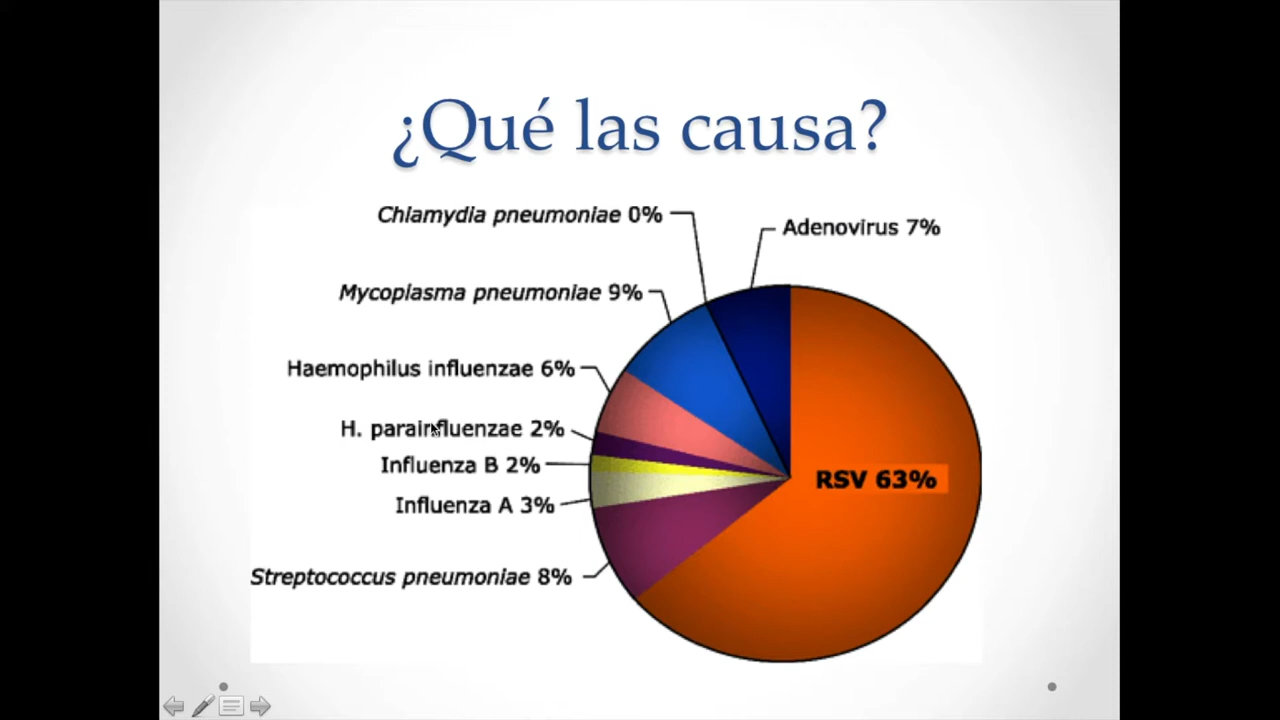 ¿Qué las causa?
Chlamydia pneumoniae 0%
Adenovirus 7%
Mycoplasma pneumoniae 9%
Haemophilus influenzae 6%
H. parainfluenzae 2%
Influenza B 2%
RSV 63%
Influenza A 3%
Streptococcus pneumoniae 8%